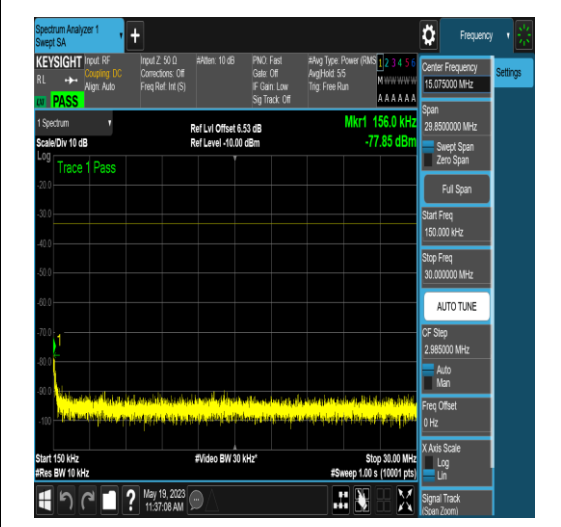 Spectrum Analyzer 1
Swept SA
Frequency
KEYSIGHT
Input: RF
Coupling: DC
Align: Auto
Input Z: 50 Ω
Corrections: Off
Freq Ref: Int (S)
#Atten: 10 dB
PNO: Fast
Gate: Off
IF Gain: Low
Sig Track: Off
#Avg Type: Power (RMS
Avg|Hold: 5/5
Trig: Free Run
1 2 3 4 5 6
M W W W W W
A A A A A A
RL
PASS
1 Spectrum
Scale/Div 10 dB
Ref Lvl Offset 6.53 dB
Ref Level -10.00 dBm
Mkr1 156.0 kHz
-77.85 dBm
Log
Trace 1 Pass
-20.0
-30.0
-40.0
-50.0
-60.0
-70.0
1
-80.0
-90.0
-100
Start 150 kHz
#Res BW 10 kHz
#Video BW 30 kHz*
Stop 30.00 MHz
#Sweep 1.00 s (10001 pts)
May 19, 2023
11:37:08 AM
Center Frequency
15.075000 MHz
Settings
Span
29.8500000 MHz
Swept Span
Zero Span
Full Span
Start Freq
150.000 kHz
Stop Freq
30.000000 MHz
AUTO TUNE
CF Step
2.985000 MHz
Auto
Man
Freq Offset
0 Hz
X Axis Scale
Log
Lin
Signal Track
(Span Zoom)